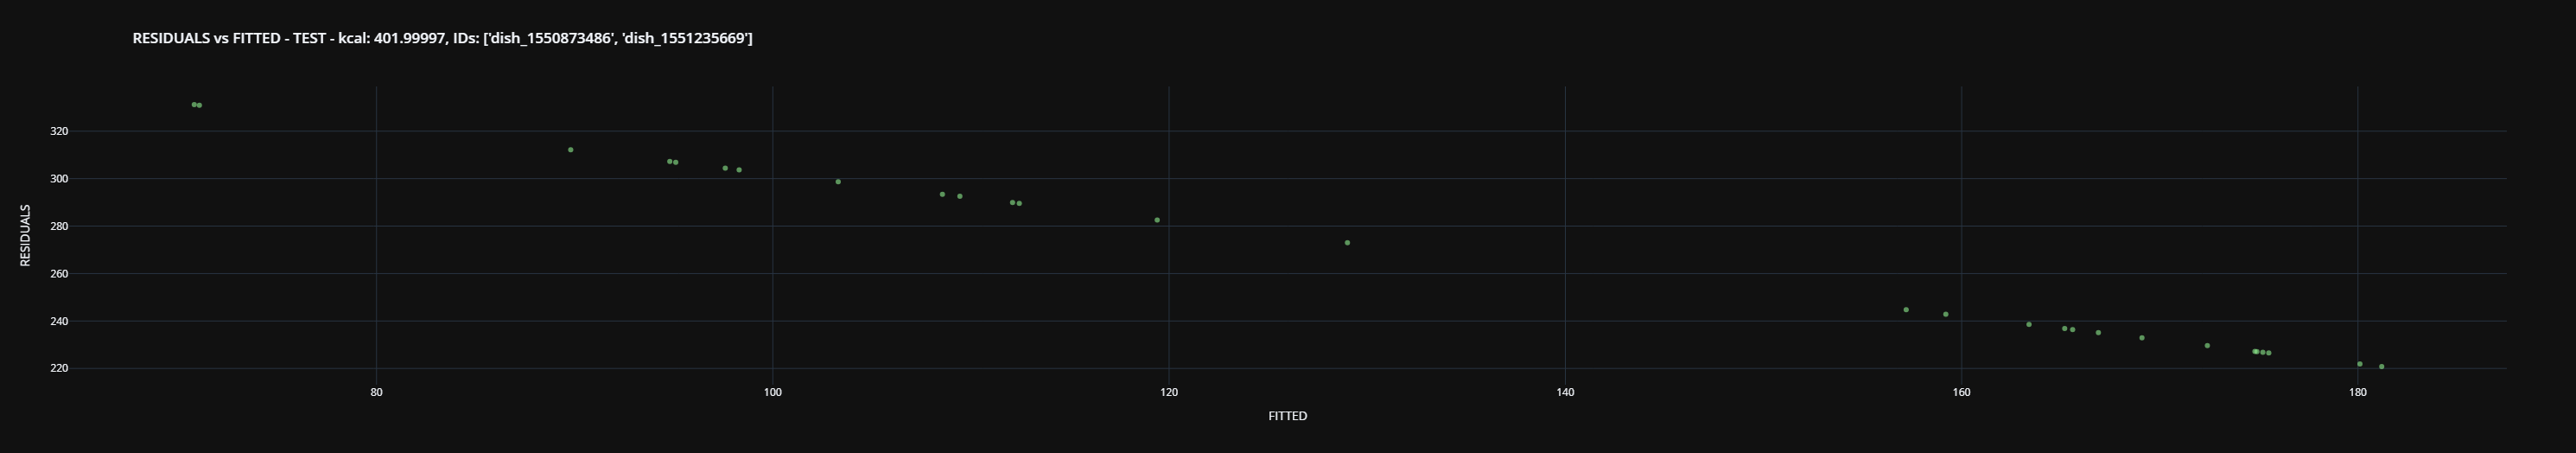 RESIDUALS vs FITTED - TEST - kcal: 401.99997, IDs: ['dish_1550873486', 'dish_1551235669']
RESIDUALS
320
300
280
260
240
220
80 100 120 140 160 180
FITTED